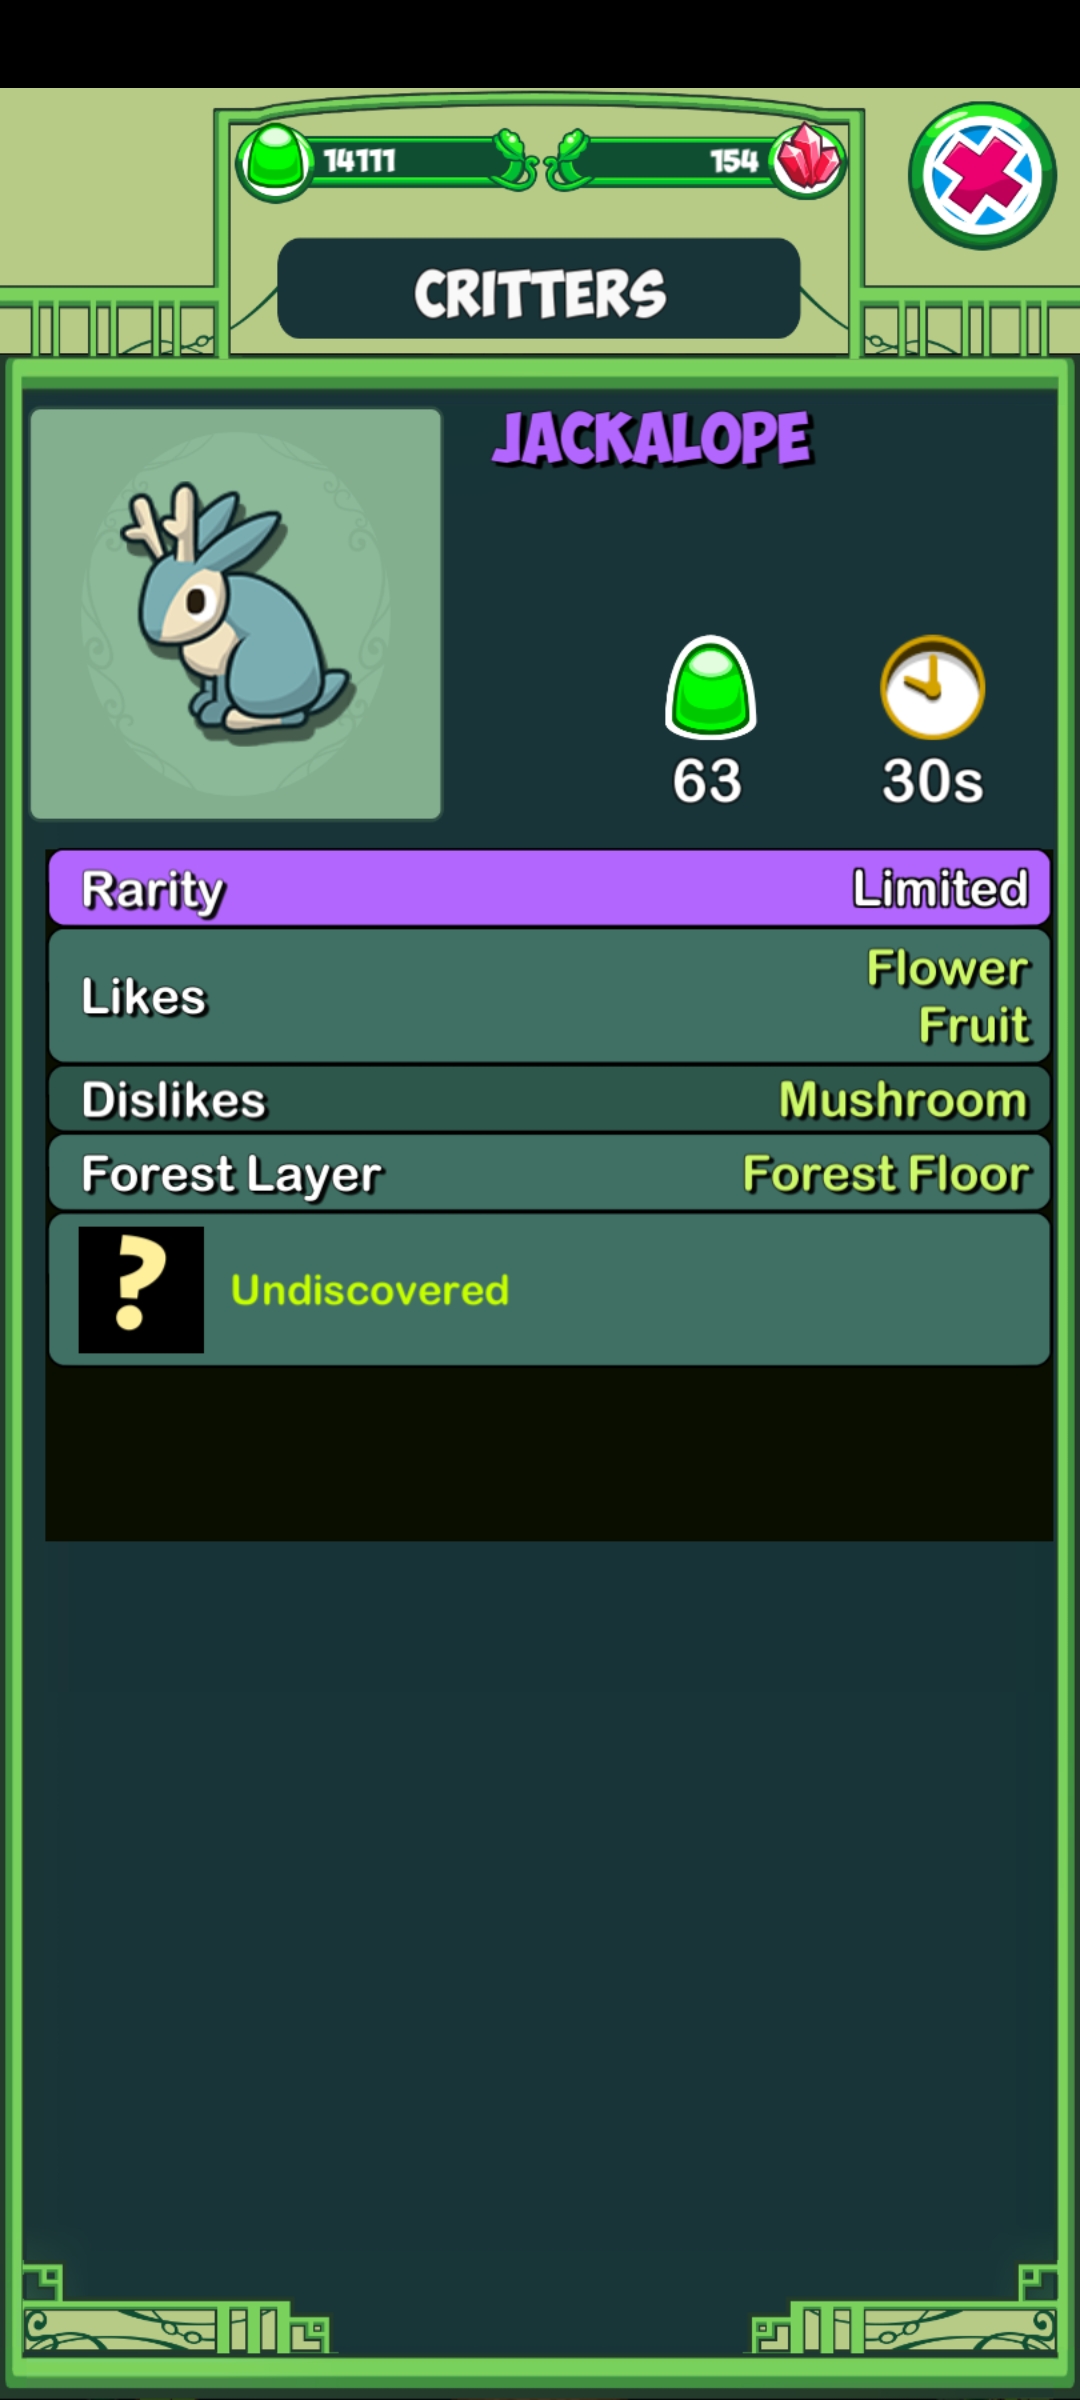 14111
154
CRITTERS
JACKALOPE
63
30s
Rarity
Limited
Likes
Flower
Fruit
Dislikes
Mushroom
Forest Layer
Forest Floor
?
Undiscovered